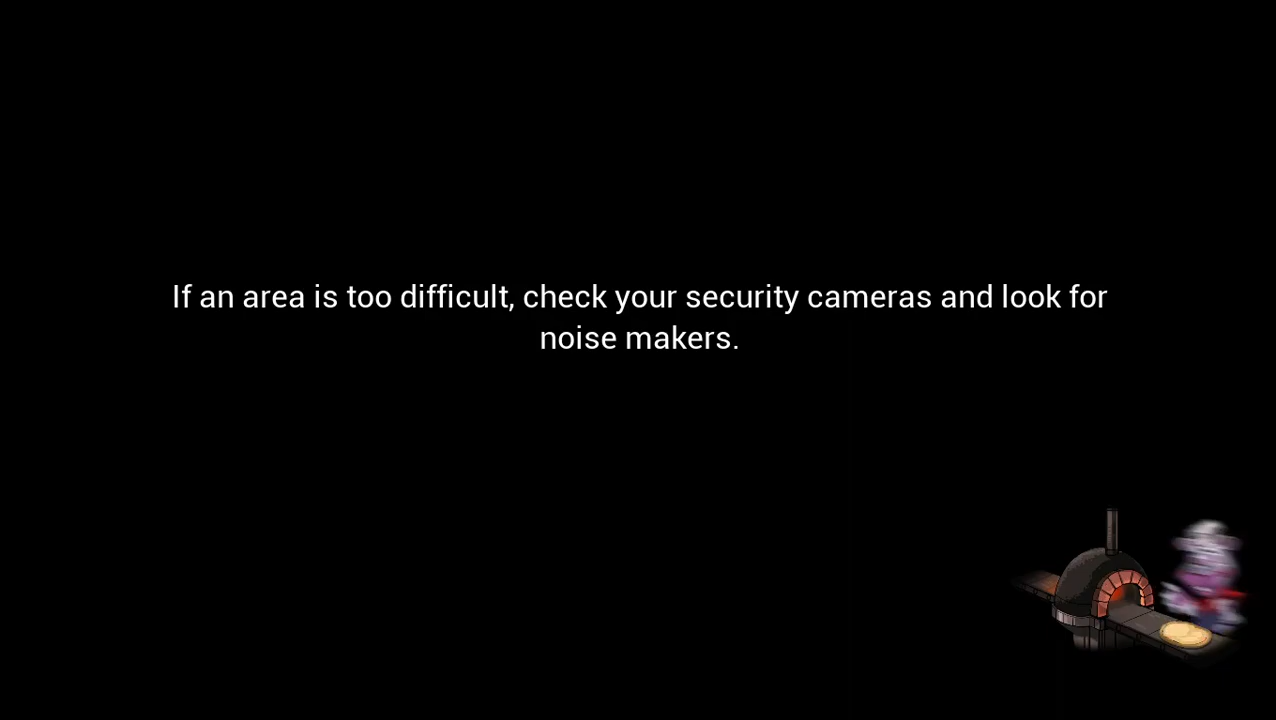 If an area is too difficult, check your security cameras and look for
noise makers.